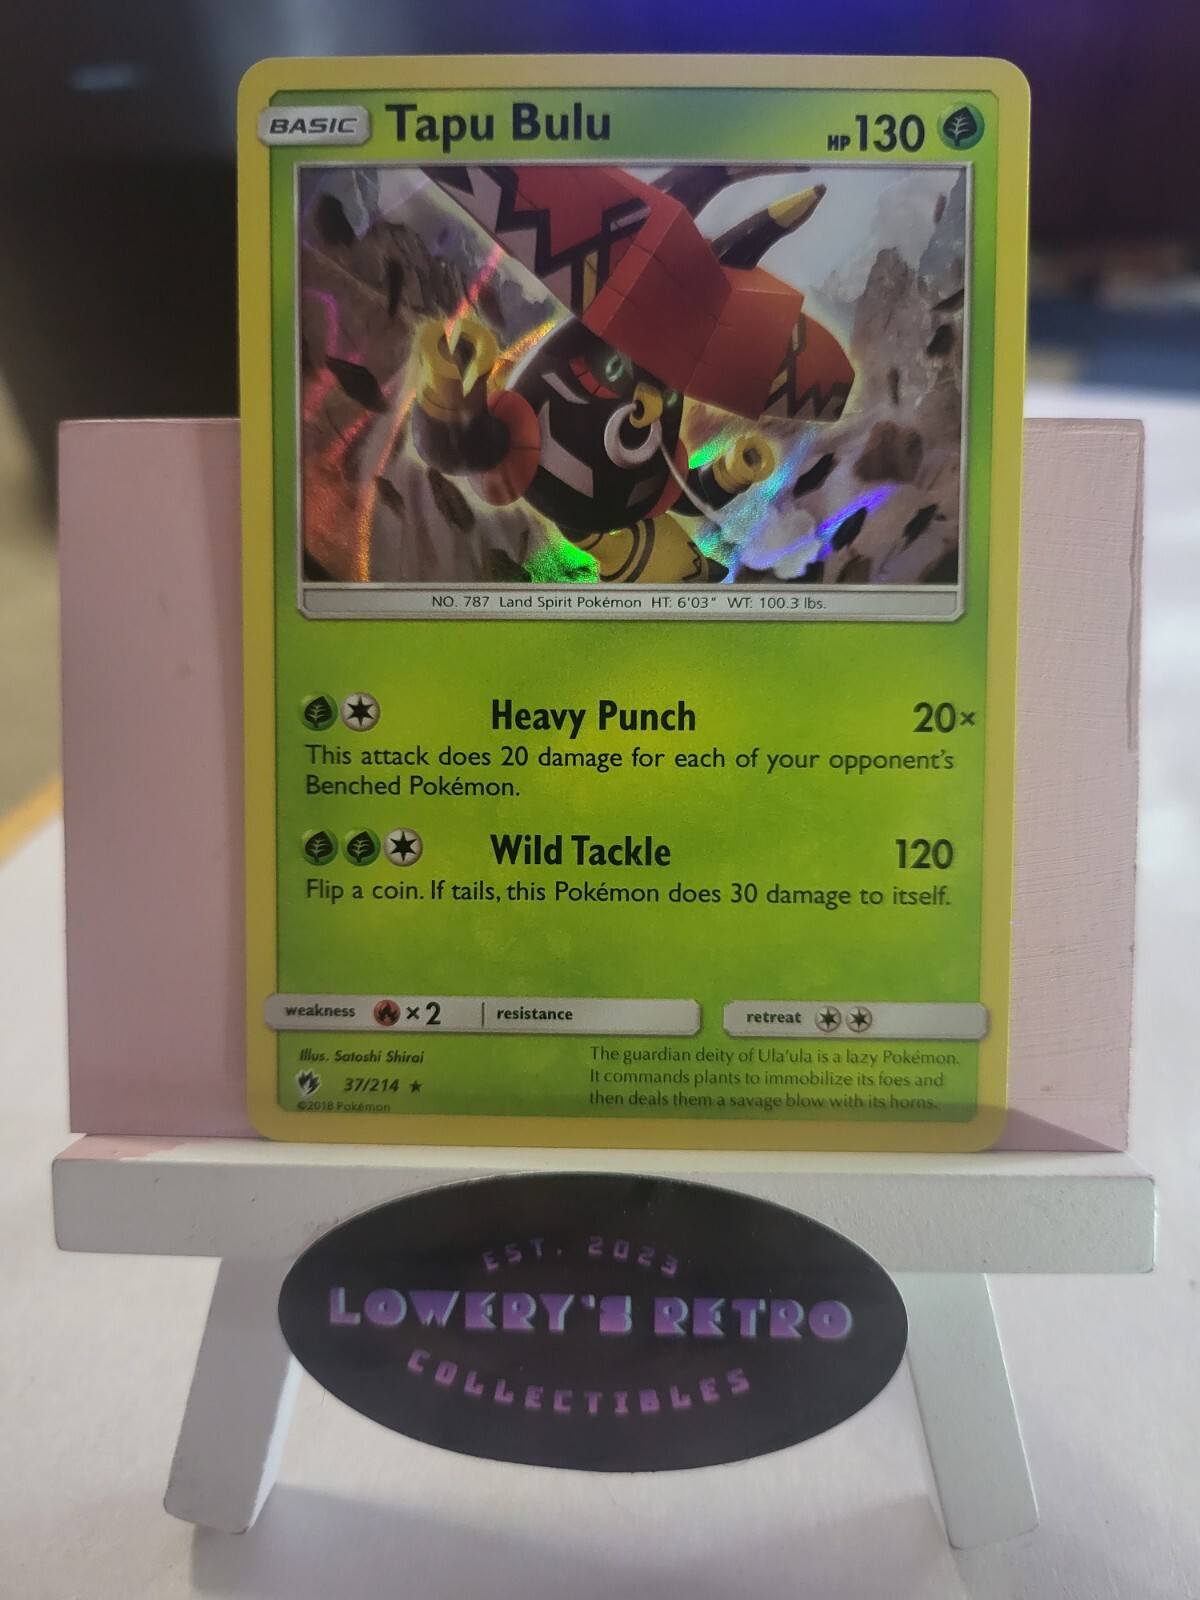 BASIC Tapu Bulu HP 130
NO. 787 Land Spirit Pokémon HT: 6'03" WT: 100.3 lbs.
Heavy Punch 20×
This attack does 20 damage for each of your opponent's
Benched Pokémon.
Wild Tackle 120
Flip a coin. If tails, this Pokémon does 30 damage to itself.
weakness ×2 resistance retreat
Illus. Satoshi Shirai
37/214
©2018 Pokémon
The guardian deity of Ula'ula is a lazy Pokémon.
It commands plants to immobilize its foes and
then deals them a savage blow with its horns.
EST. 2023
LOWERY'S RETRO
COLLECTIBLES